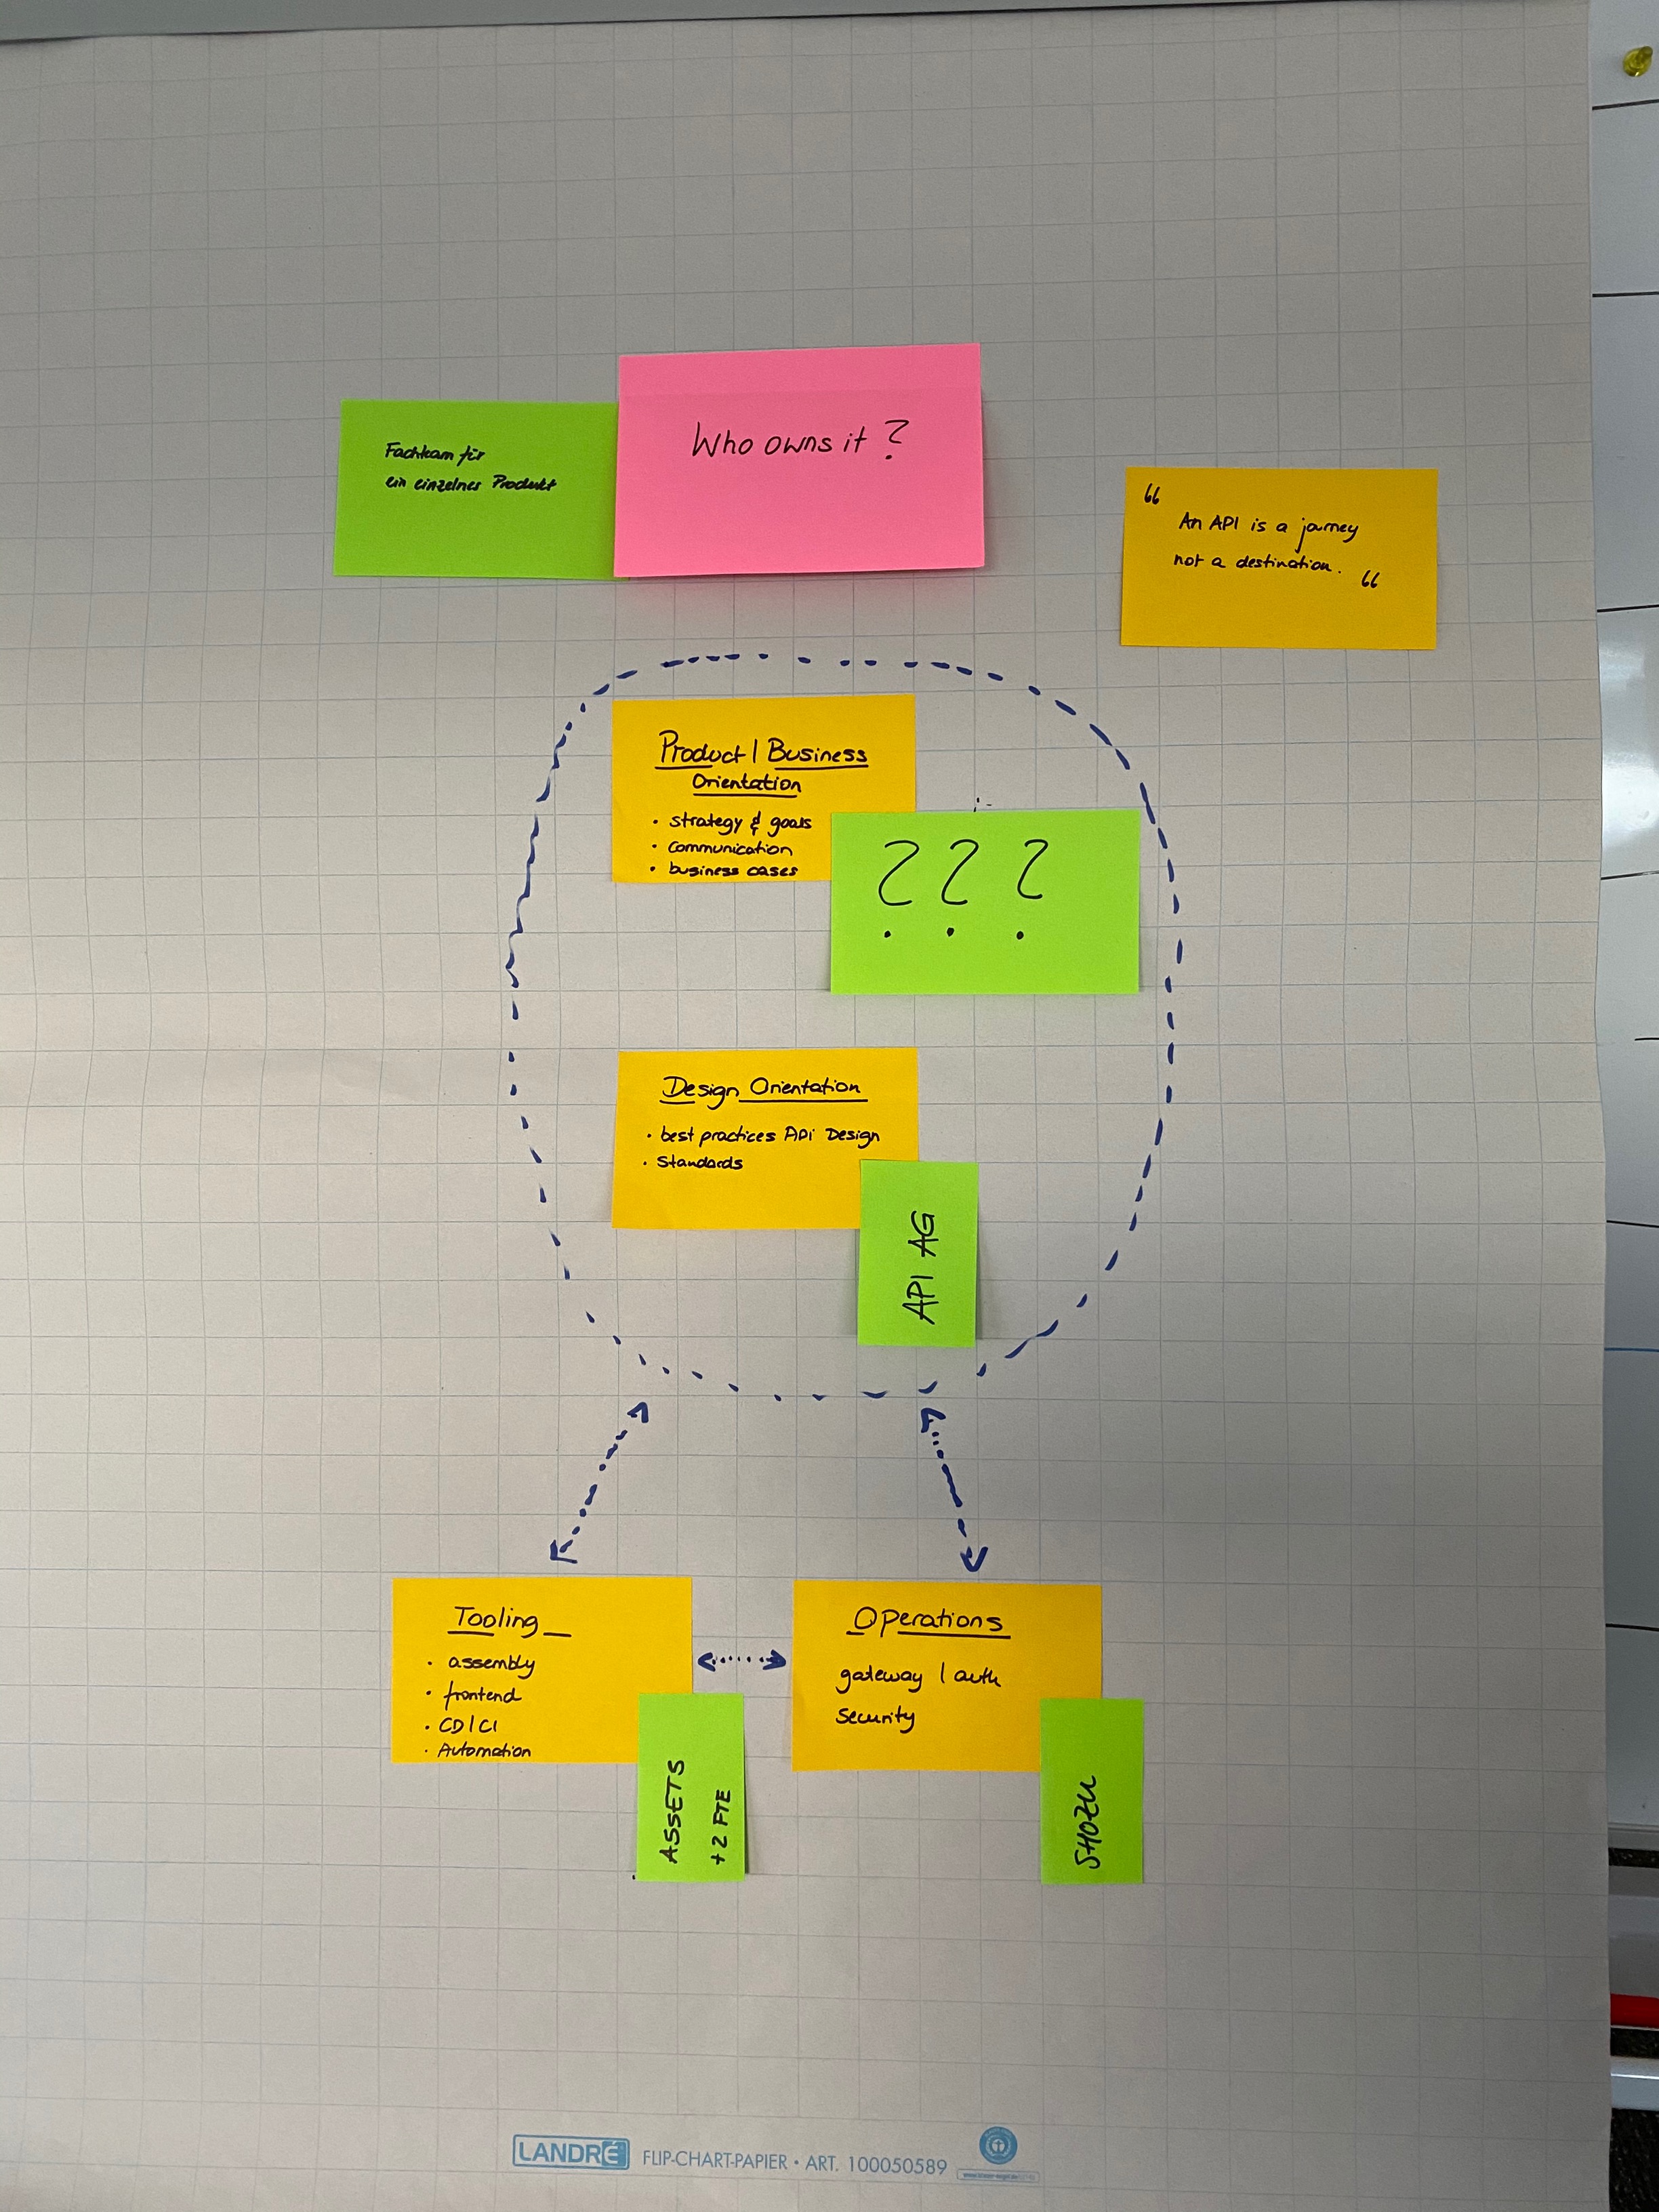 Who owns it ?
Fachkam für
ein einzelnes Produkt
“
An API is a journey
not a destination. “
Product / Business
Orientation
• strategy & goals
• communication
• business cases
? ? ?
Design Orientation
• best practices API Design
• Standards
API AG
Tooling
• assembly
• frontend
• CD/CI
• Automation
ASSETS
+2 FTE
Operations
gateway / auth
Security
SHOZU
LANDRÉ FLIP-CHART-PAPIER • ART. 100050589